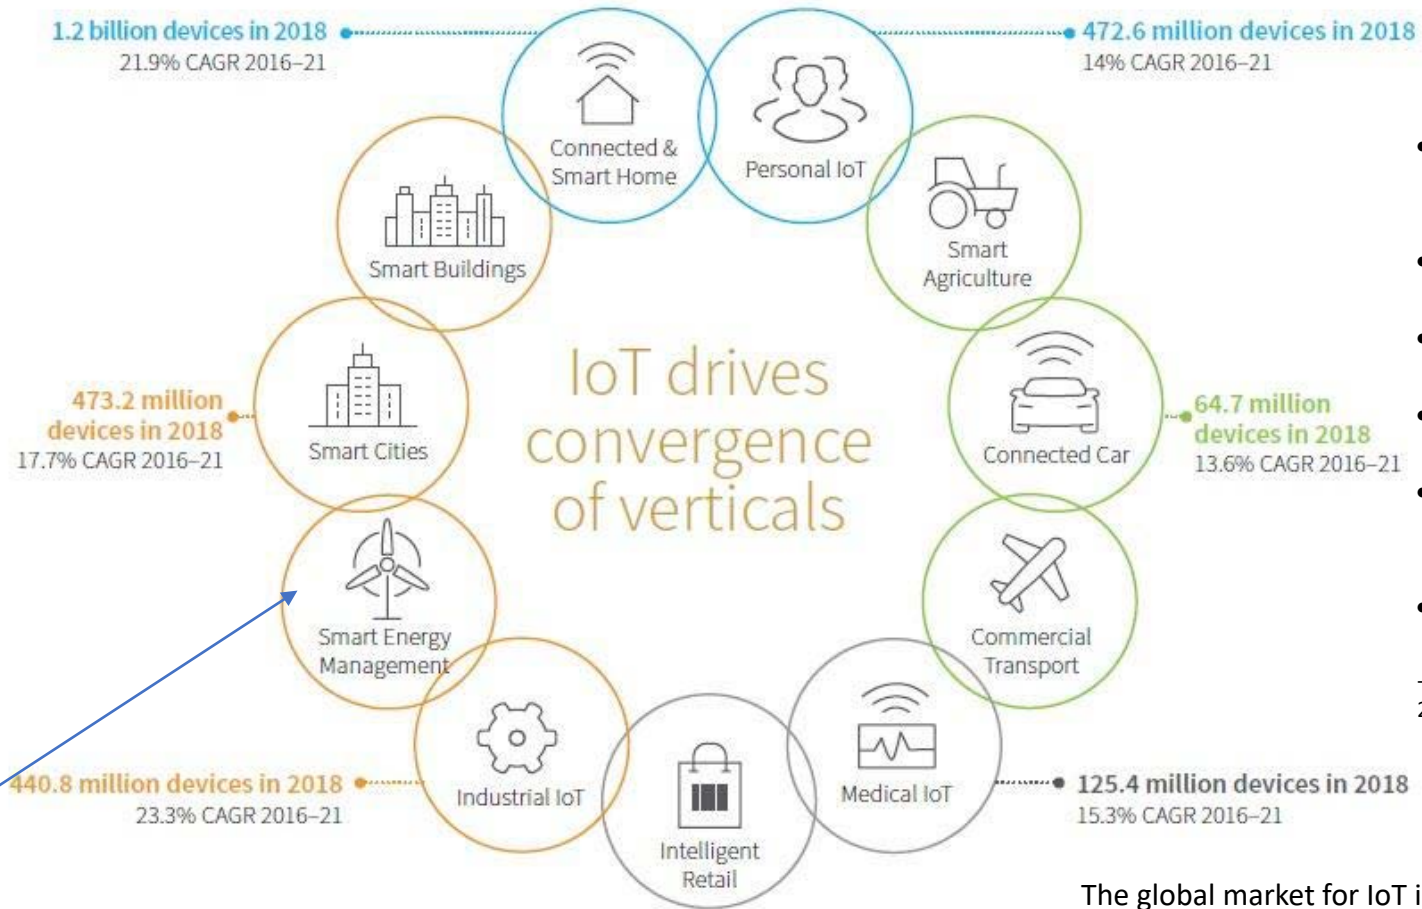 1.2 billion devices in 2018
21.9% CAGR 2016–21
472.6 million devices in 2018
14% CAGR 2016–21
Connected &
Smart Home
Personal IoT
Smart
Agriculture
Smart Buildings
IoT drives
convergence
of verticals
473.2 million
devices in 2018
17.7% CAGR 2016–21
Smart Cities
Connected Car
64.7 million
devices in 2018
13.6% CAGR 2016–21
Smart Energy
Management
Commercial
Transport
440.8 million devices in 2018
23.3% CAGR 2016–21
Industrial IoT
Intelligent
Retail
Medical IoT
125.4 million devices in 2018
15.3% CAGR 2016–21
The global market for IoT